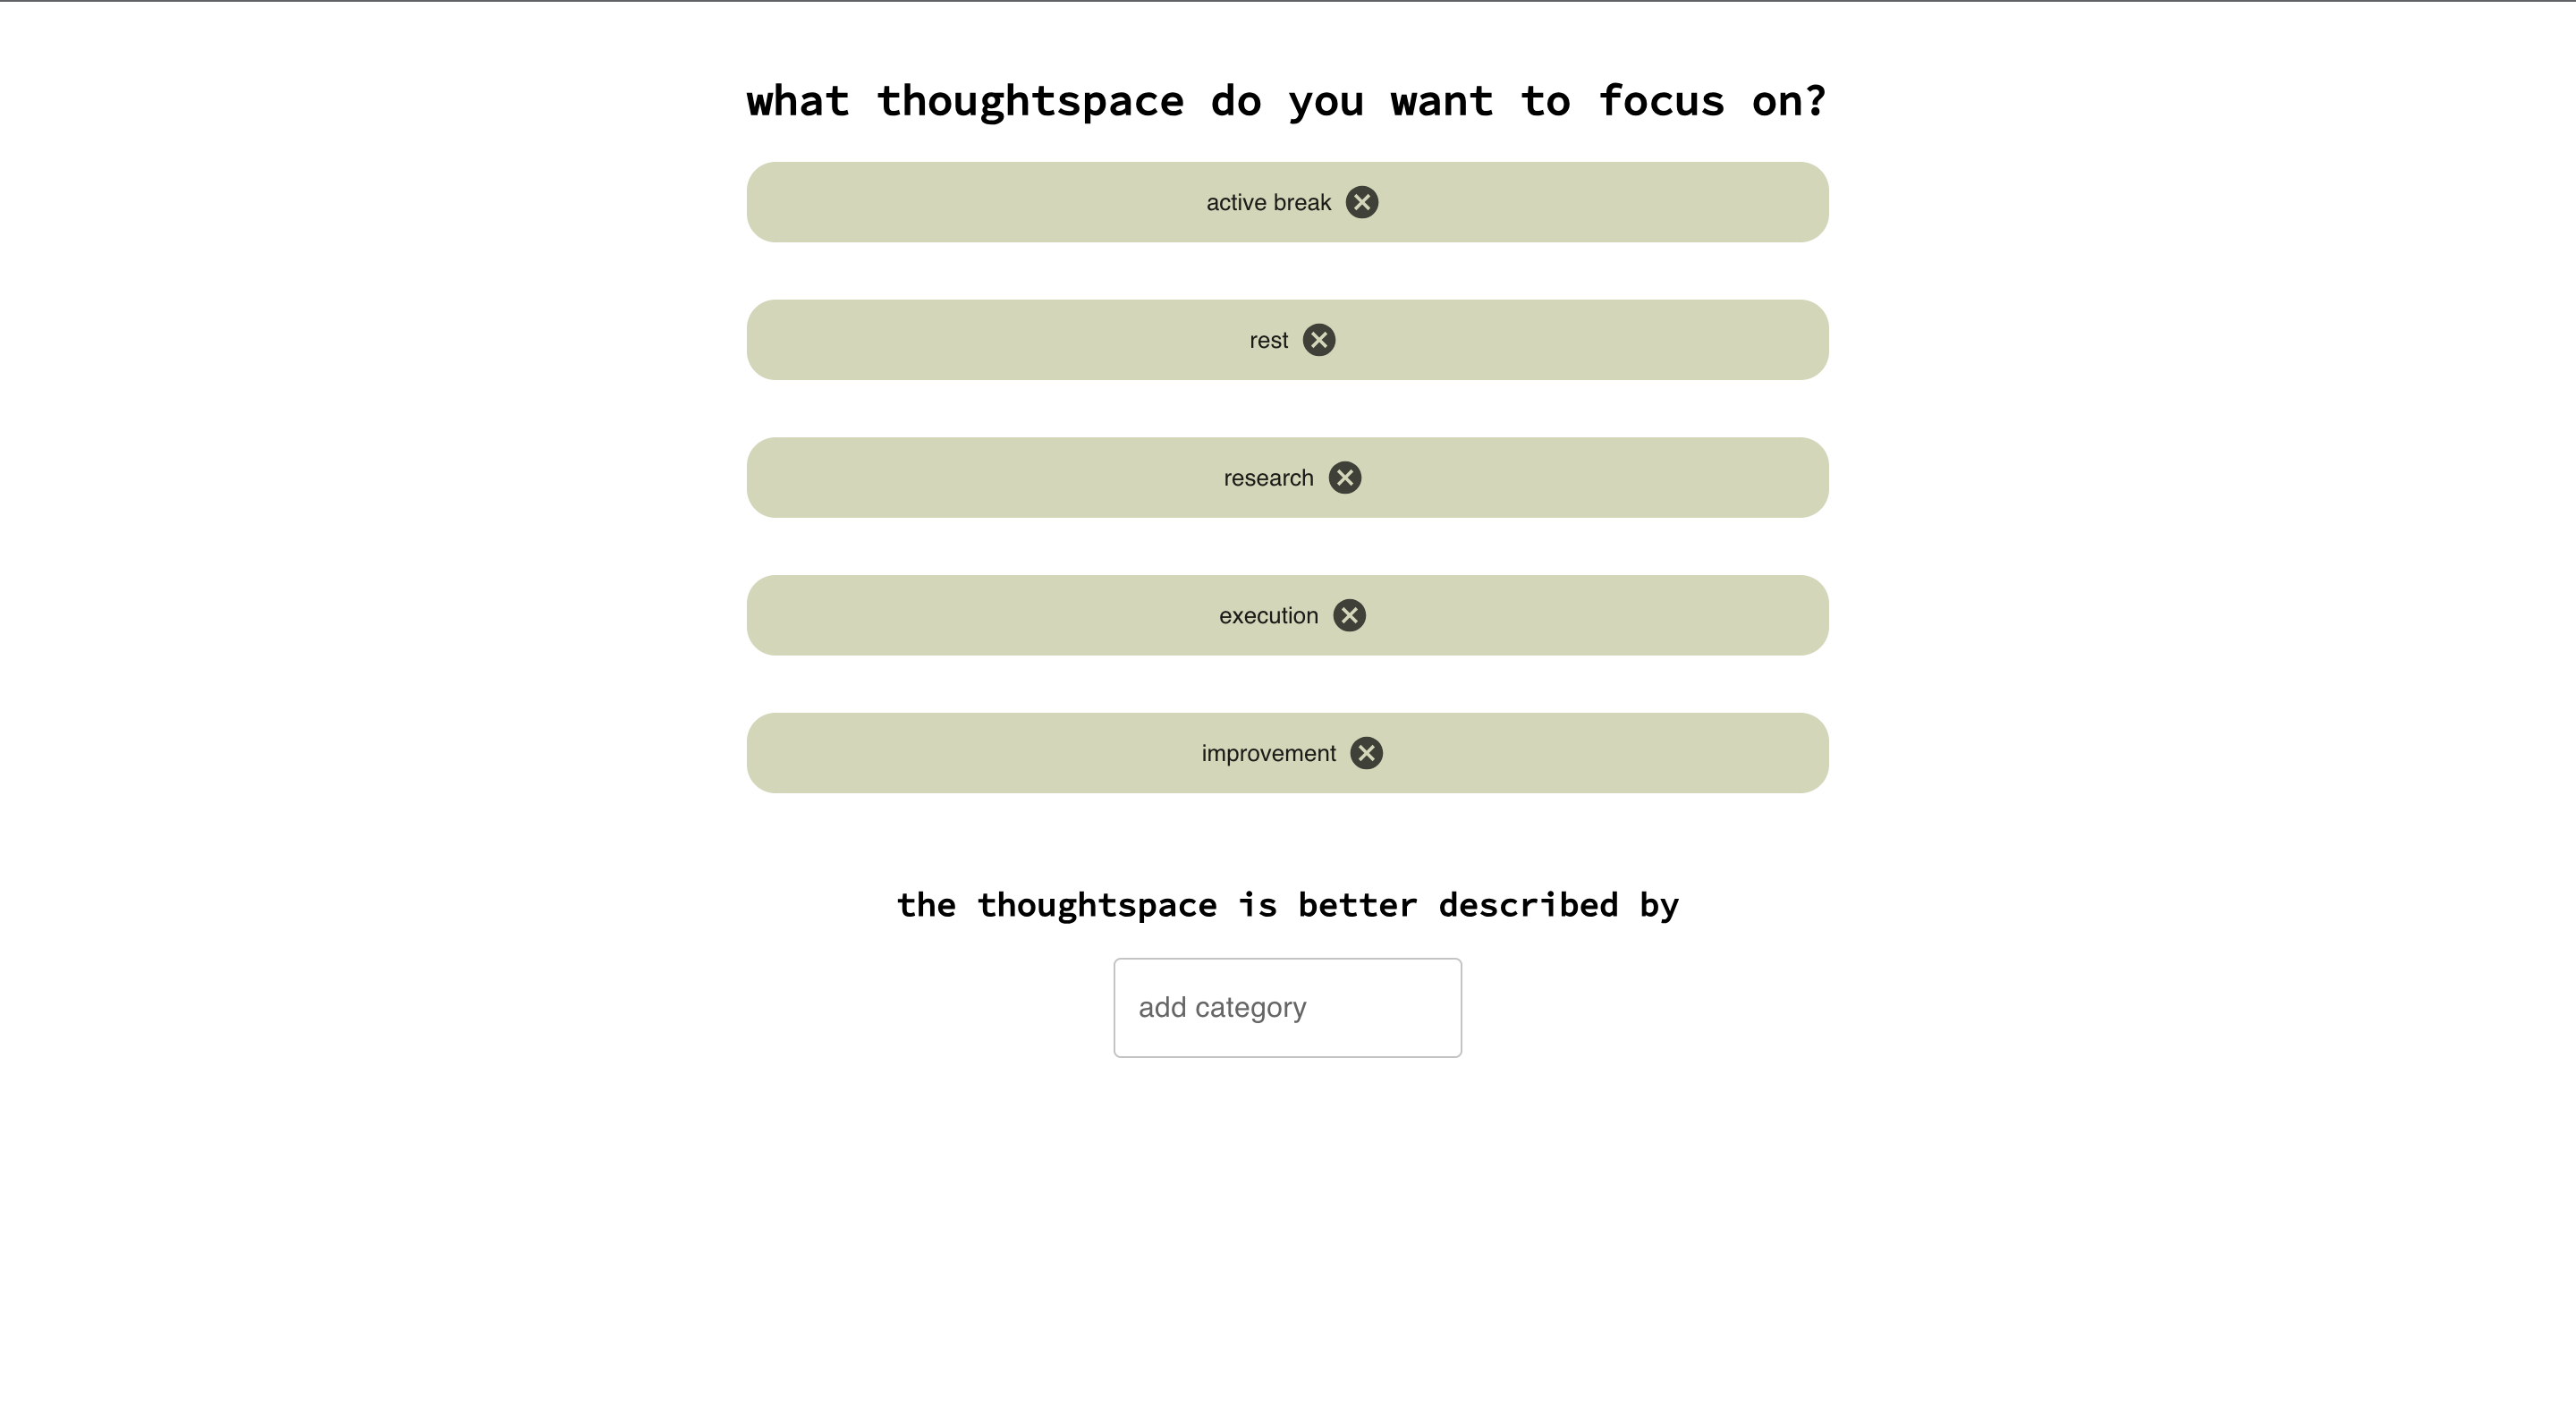 what thoughtspace do you want to focus on?
active break
rest
research
execution
improvement
the thoughtspace is better described by
add category